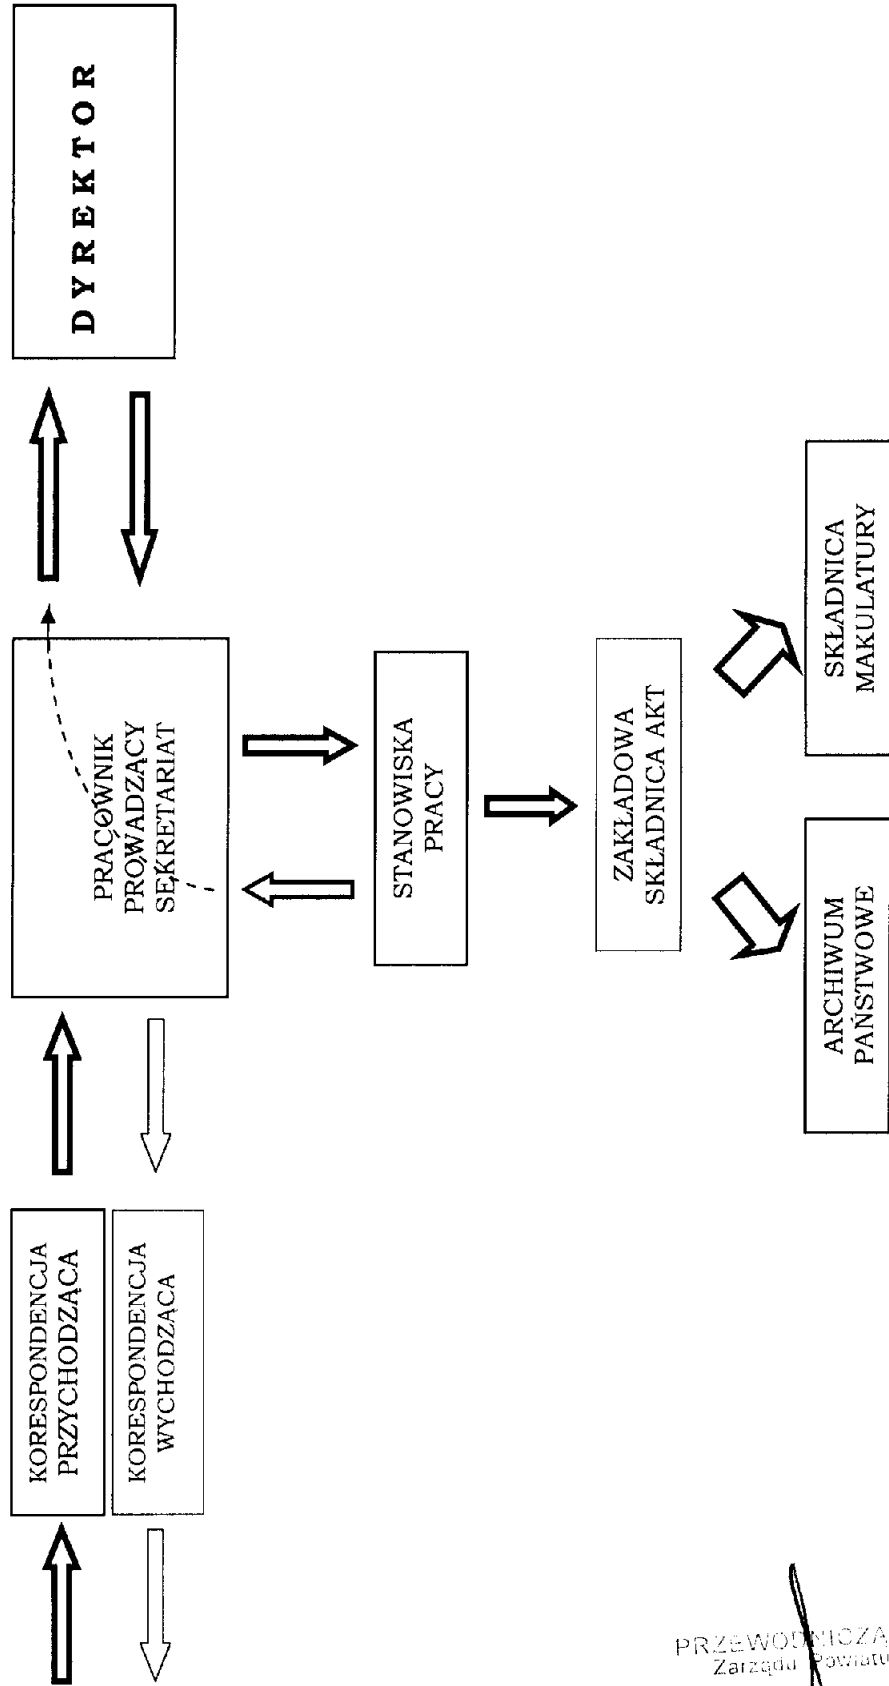 KORESPONDENCJA
PRZYCHODZĄCA
KORESPONDENCJA
WYCHODZĄCA
PRACOWNIK
PROWADZĄCY
SEKRETARIAT
DYREKTOR
STANOWISKA
PRACY
ZAKŁADOWA
SKŁADNICA AKT
ARCHIWUM
PAŃSTWOWE
SKŁADNICA
MAKULATURY
Zarządu Powiatu